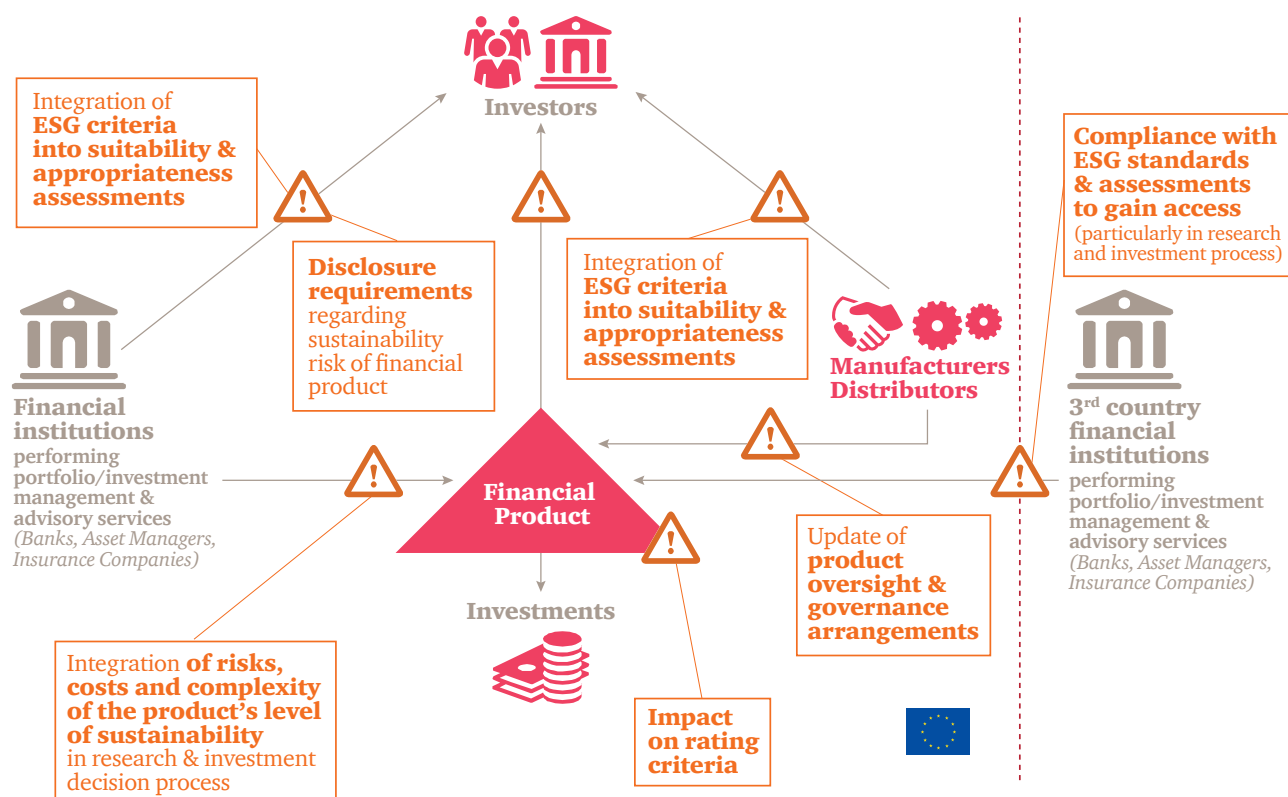 Investors
Integration of
ESG criteria
into suitability &
appropriateness
assessments
Compliance with
ESG standards
& assessments
to gain access
(particularly in research
and investment process)
Disclosure
requirements
regarding
sustainability
risk of financial
product
Integration of
ESG criteria
into suitability &
appropriateness
assessments
Manufacturers
Distributors
Financial
institutions
performing
portfolio/investment
management &
advisory services
(Banks, Asset Managers,
Insurance Companies)
3rd country
financial
institutions
performing
portfolio/investment
management &
advisory services
(Banks, Asset Managers,
Insurance Companies)
Financial
Product
Update of
product
oversight &
governance
arrangements
Investments
Integration of risks,
costs and complexity
of the product’s level
of sustainability
in research & investment
decision process
Impact
on rating
criteria